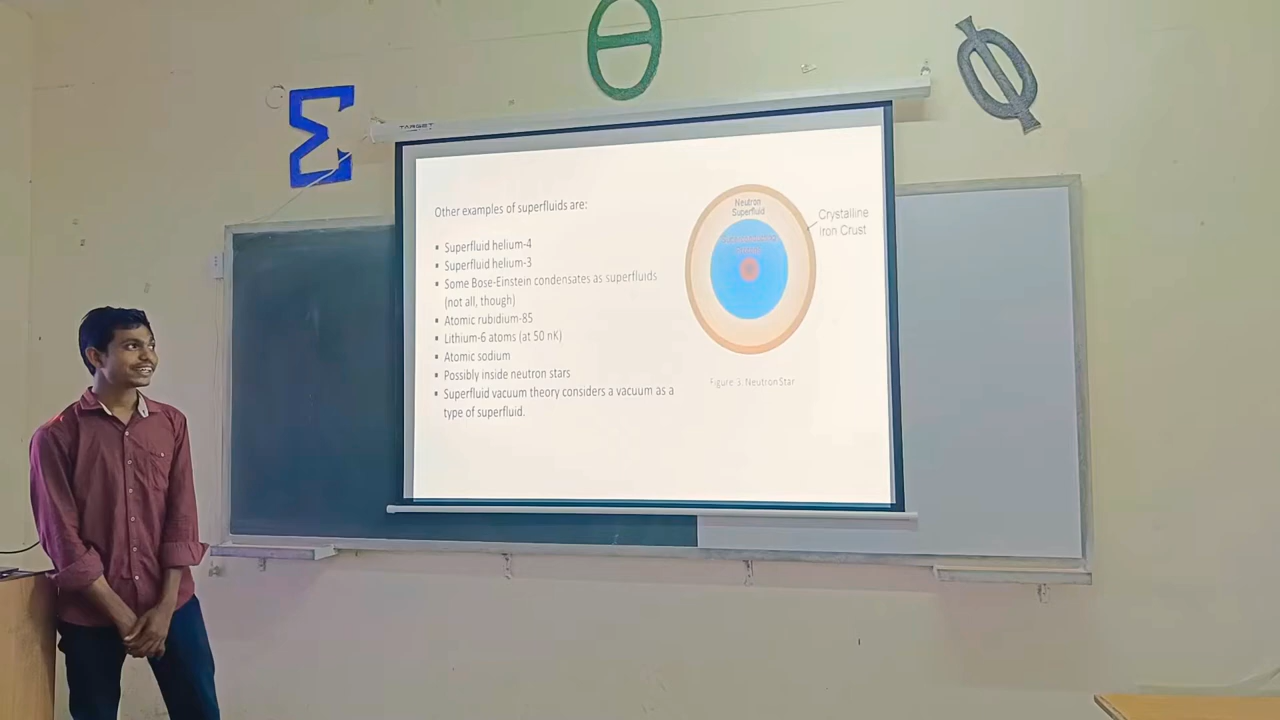 Σ
θ
Φ
TARGET
Other examples of superfluids are:
▪ Superfluid helium-4
▪ Superfluid helium-3
▪ Some Bose-Einstein condensates as superfluids
(not all, though)
▪ Atomic rubidium-85
▪ Lithium-6 atoms (at 50 nK)
▪ Atomic sodium
▪ Possibly inside neutron stars
▪ Superfluid vacuum theory considers a vacuum as a
type of superfluid.
Neutron
Superfluid
Crystalline
Iron Crust
Figure 3. Neutron Star